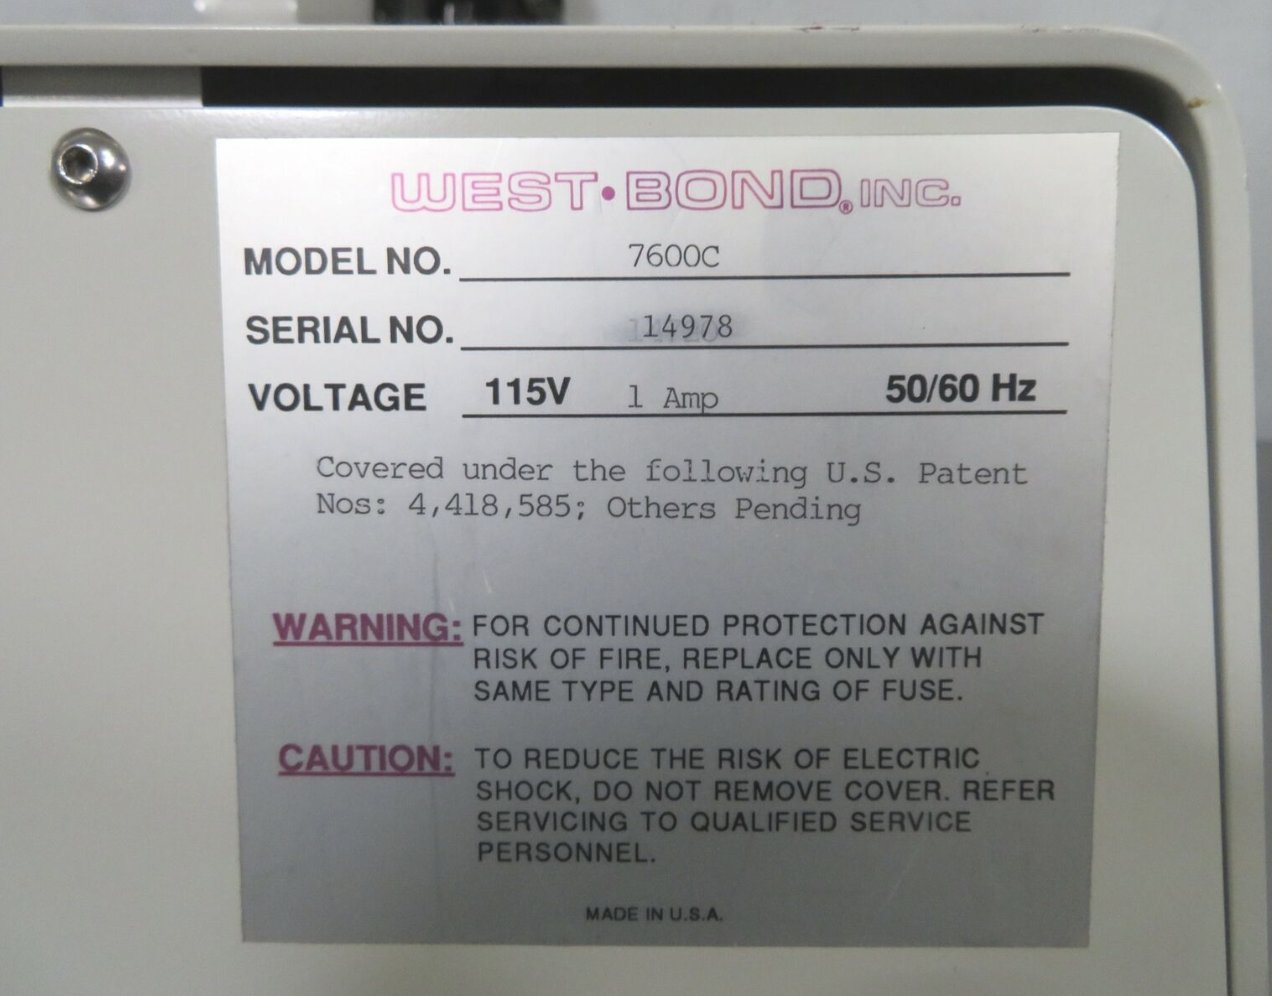 WEST•BOND® INC.
MODEL NO. 7600C
SERIAL NO. 14978
VOLTAGE 115V 1 Amp 50/60 Hz
Covered under the following U.S. Patent
Nos: 4,418,585; Others Pending
WARNING: FOR CONTINUED PROTECTION AGAINST
RISK OF FIRE, REPLACE ONLY WITH
SAME TYPE AND RATING OF FUSE.
CAUTION: TO REDUCE THE RISK OF ELECTRIC
SHOCK, DO NOT REMOVE COVER. REFER
SERVICING TO QUALIFIED SERVICE
PERSONNEL.
MADE IN U.S.A.